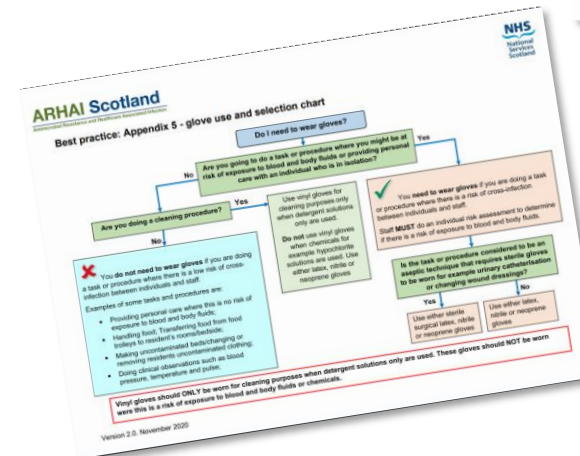 NHS
National
Services
Scotland
ARHAI Scotland
Antimicrobial Resistance and Healthcare Associated Infection
Best practice: Appendix 5 - glove use and selection chart
Do I need to wear gloves?
Are you going to do a task or procedure where you might be at
risk of exposure to blood and body fluids or providing personal
care with an individual who is in isolation?
No
Yes
Are you doing a cleaning procedure?
Yes
No
Use vinyl gloves for
cleaning purposes only
when detergent solutions
only are used.
Do not use vinyl gloves
when chemicals for
example hypochlorite
solutions are used. Use
either latex, nitrile or
neoprene gloves
You need to wear gloves if you are doing a task
or procedure where there is a risk of cross-infection
between individuals and staff.
Staff MUST do an individual risk assessment to determine
if there is a risk of exposure to blood and body fluids.
You do not need to wear gloves if you are doing
a task or procedure where there is a low risk of cross-
infection between individuals and staff.
Examples of some tasks and procedures are:
• Providing personal care where this is no risk of
exposure to blood and body fluids;
• Handling food; Transferring food from food
trolleys to resident's rooms/bedside;
• Making uncontaminated beds/changing or
removing residents uncontaminated clothing;
• Doing clinical observations such as blood
pressure, temperature and pulse;
Is the task or procedure considered to be an
aseptic technique that requires sterile gloves
to be worn for example urinary catheterisation
or changing wound dressings?
Yes
No
Use either sterile
surgical latex, nitrile
or neoprene gloves
Use either latex,
nitrile or neoprene
gloves
Vinyl gloves should ONLY be worn for cleaning purposes when detergent solutions only are used. These gloves should NOT be worn
were this is a risk of exposure to blood and body fluids or chemicals.
Version 2.0. November 2020